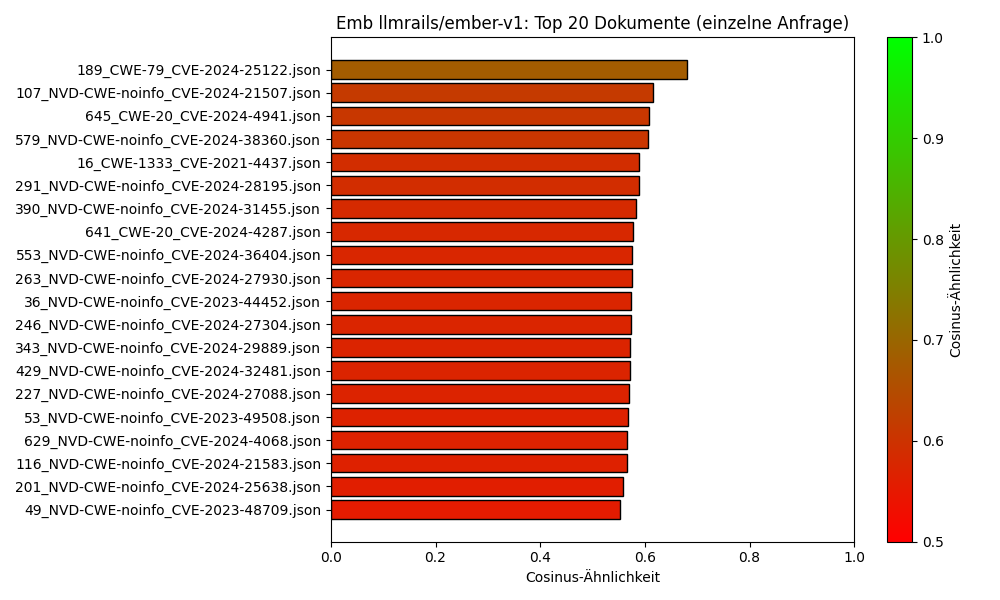 Emb llmrails/ember-v1: Top 20 Dokumente (einzelne Anfrage)
189_CWE-79_CVE-2024-25122.json
107_NVD-CWE-noinfo_CVE-2024-21507.json
645_CWE-20_CVE-2024-4941.json
579_NVD-CWE-noinfo_CVE-2024-38360.json
16_CWE-1333_CVE-2021-4437.json
291_NVD-CWE-noinfo_CVE-2024-28195.json
390_NVD-CWE-noinfo_CVE-2024-31455.json
641_CWE-20_CVE-2024-4287.json
553_NVD-CWE-noinfo_CVE-2024-36404.json
263_NVD-CWE-noinfo_CVE-2024-27930.json
36_NVD-CWE-noinfo_CVE-2023-44452.json
246_NVD-CWE-noinfo_CVE-2024-27304.json
343_NVD-CWE-noinfo_CVE-2024-29889.json
429_NVD-CWE-noinfo_CVE-2024-32481.json
227_NVD-CWE-noinfo_CVE-2024-27088.json
53_NVD-CWE-noinfo_CVE-2023-49508.json
629_NVD-CWE-noinfo_CVE-2024-4068.json
116_NVD-CWE-noinfo_CVE-2024-21583.json
201_NVD-CWE-noinfo_CVE-2024-25638.json
49_NVD-CWE-noinfo_CVE-2023-48709.json
0.0 0.2 0.4 0.6 0.8 1.0
Cosinus-Ähnlichkeit
1.0
0.9
0.8
0.7
0.6
0.5
Cosinus-Ähnlichkeit